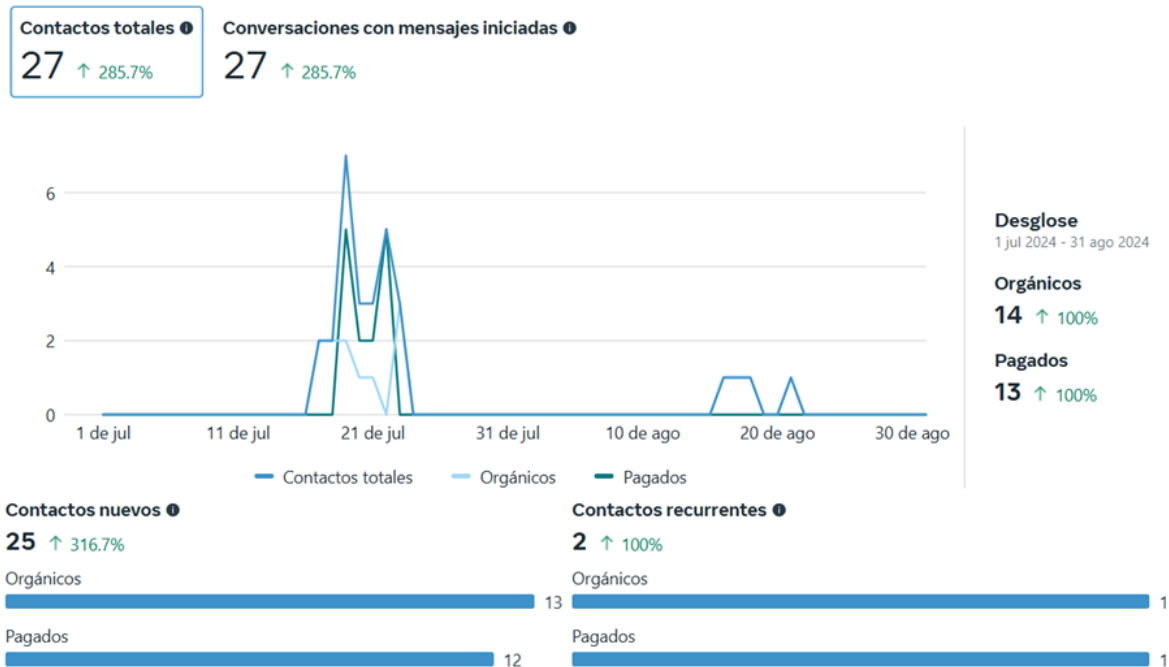 Contactos totales
Conversaciones con mensajes iniciadas
27 ↑ 285.7%
27 ↑ 285.7%
6
4
2
0
1 de jul
11 de jul
21 de jul
31 de jul
10 de ago
20 de ago
30 de ago
Contactos totales
Orgánicos
Pagados
Desglose
1 jul 2024 - 31 ago 2024
Orgánicos
14 ↑ 100%
Pagados
13 ↑ 100%
Contactos nuevos
25 ↑ 316.7%
Orgánicos
13
Pagados
12
Contactos recurrentes
2 ↑ 100%
Orgánicos
1
Pagados
1